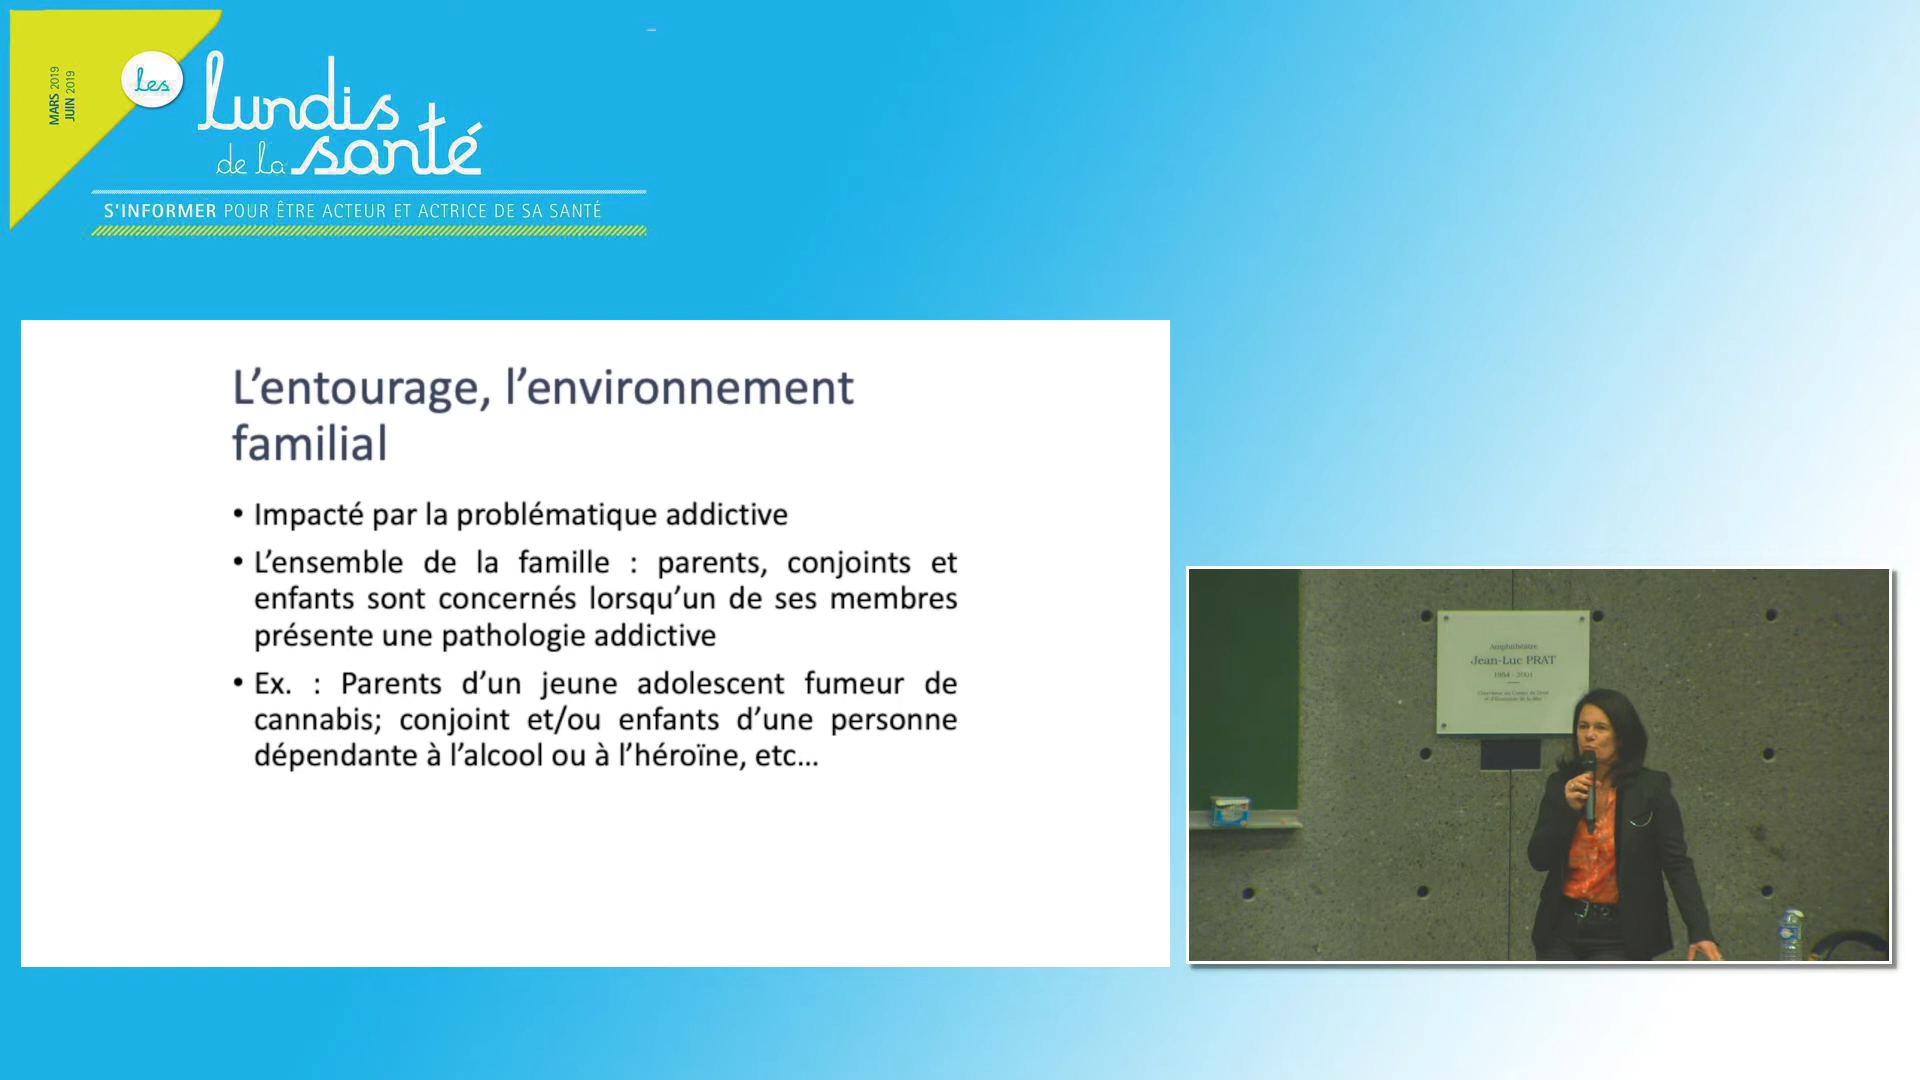 MARS 2019
JUIN 2019
les
lundis
de la santé
S'INFORMER POUR ÊTRE ACTEUR ET ACTRICE DE SA SANTÉ
L’entourage, l’environnement
familial
• Impacté par la problématique addictive
• L’ensemble de la famille : parents, conjoints et
enfants sont concernés lorsqu’un de ses membres
présente une pathologie addictive
• Ex. : Parents d’un jeune adolescent fumeur de
cannabis; conjoint et/ou enfants d’une personne
dépendante à l’alcool ou à l’héroïne, etc...
Amphithéâtre
Jean-Luc PRAT